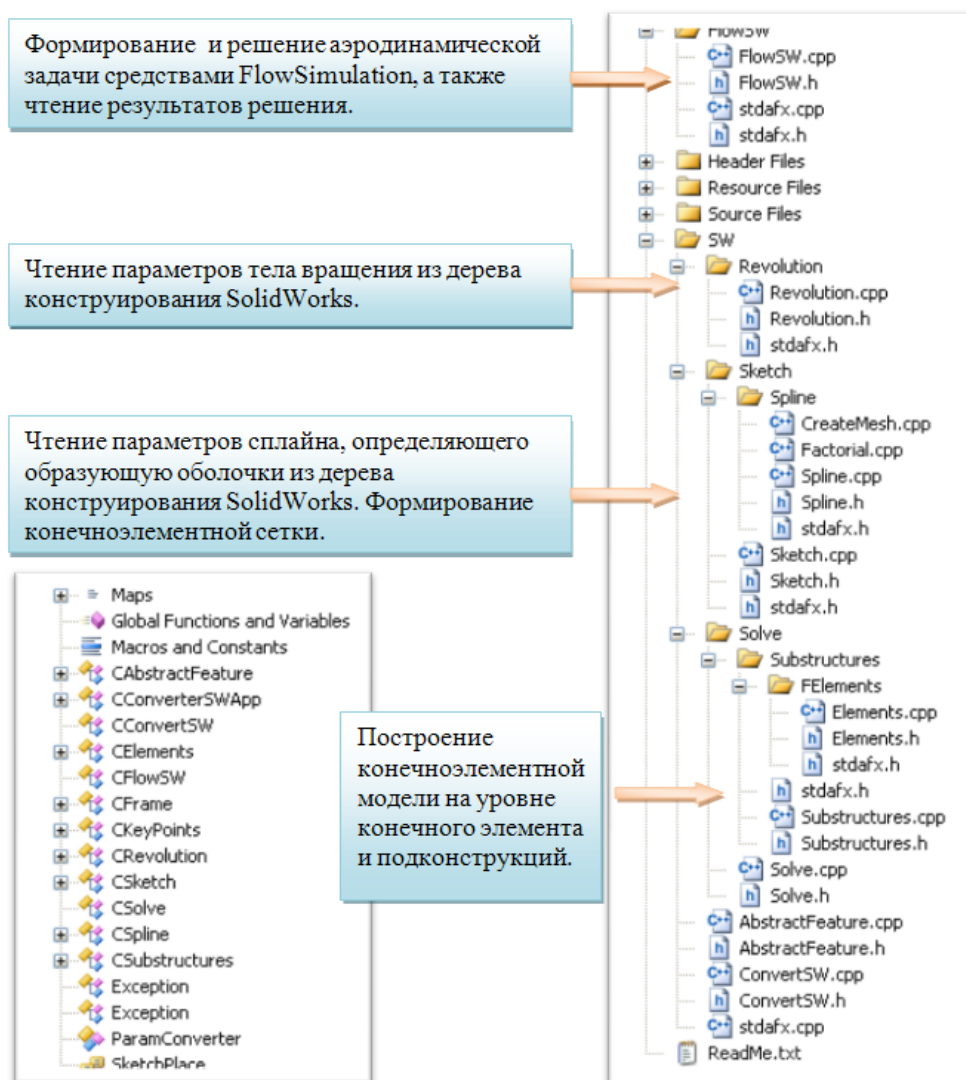 Формирование и решение аэродинамической
задачи средствами FlowSimulation, а также
чтение результатов решения.
Чтение параметров тела вращения из дерева
конструирования SolidWorks.
Чтение параметров сплайна, определяющего
образующую оболочки из дерева
конструирования SolidWorks. Формирование
конечноэлементной сетки.
Maps
Global Functions and Variables
Macros and Constants
CAbstractFeature
CConverterSWApp
CConvertSW
CElements
CFlowSW
CFrame
CKeyPoints
CRevolution
CSketch
CSolve
CSpline
CSubstructures
Exception
Exception
ParamConverter
SketchPlace
Построение
конечноэлементной
модели на уровне
конечного элемента
и подконструкций.
FlowSW
FlowSW.cpp
FlowSW.h
stdafx.cpp
stdafx.h
Header Files
Resource Files
Source Files
SW
Revolution
Revolution.cpp
Revolution.h
stdafx.h
Sketch
Spline
CreateMesh.cpp
Factorial.cpp
Spline.cpp
Spline.h
stdafx.h
Sketch.cpp
Sketch.h
stdafx.h
Solve
Substructures
FElements
Elements.cpp
Elements.h
stdafx.h
stdafx.h
Substructures.cpp
Substructures.h
Solve.cpp
Solve.h
AbstractFeature.cpp
AbstractFeature.h
ConvertSW.cpp
ConvertSW.h
stdafx.cpp
ReadMe.txt